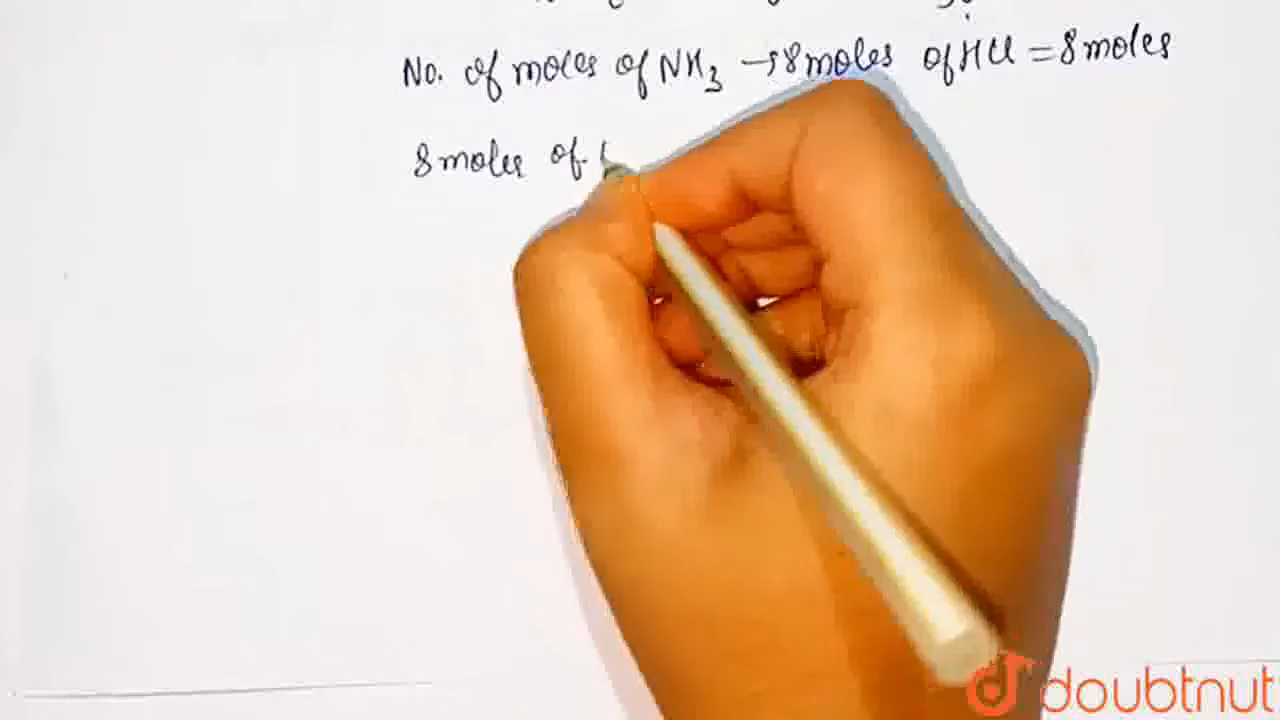 No. of moles of NH3 → 8 moles of HCl = 8 moles
8 moles of
doubtnut